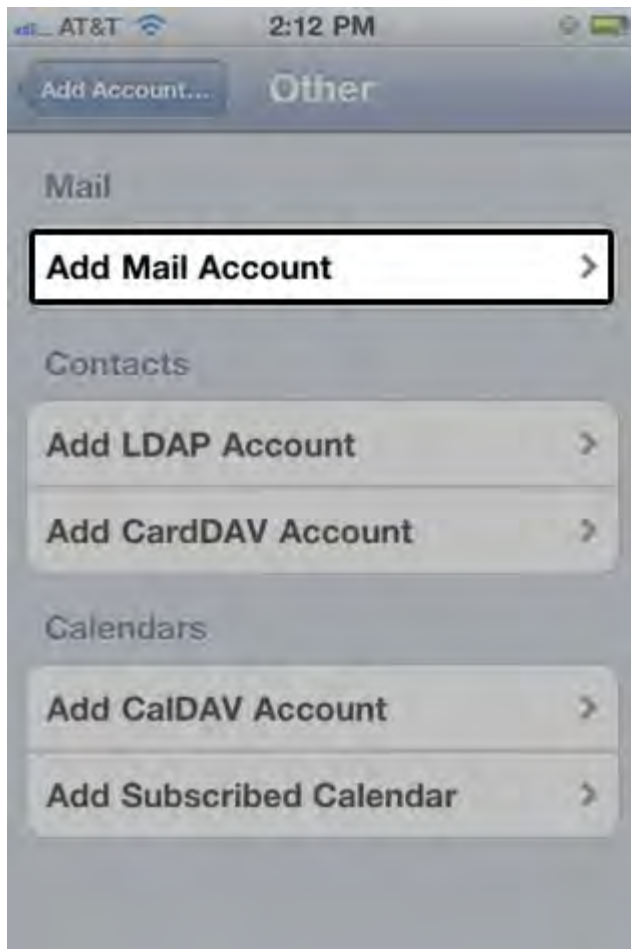 AT&T 2:12 PM
Add Account... Other
Mail
Add Mail Account
Contacts
Add LDAP Account
Add CardDAV Account
Calendars
Add CalDAV Account
Add Subscribed Calendar